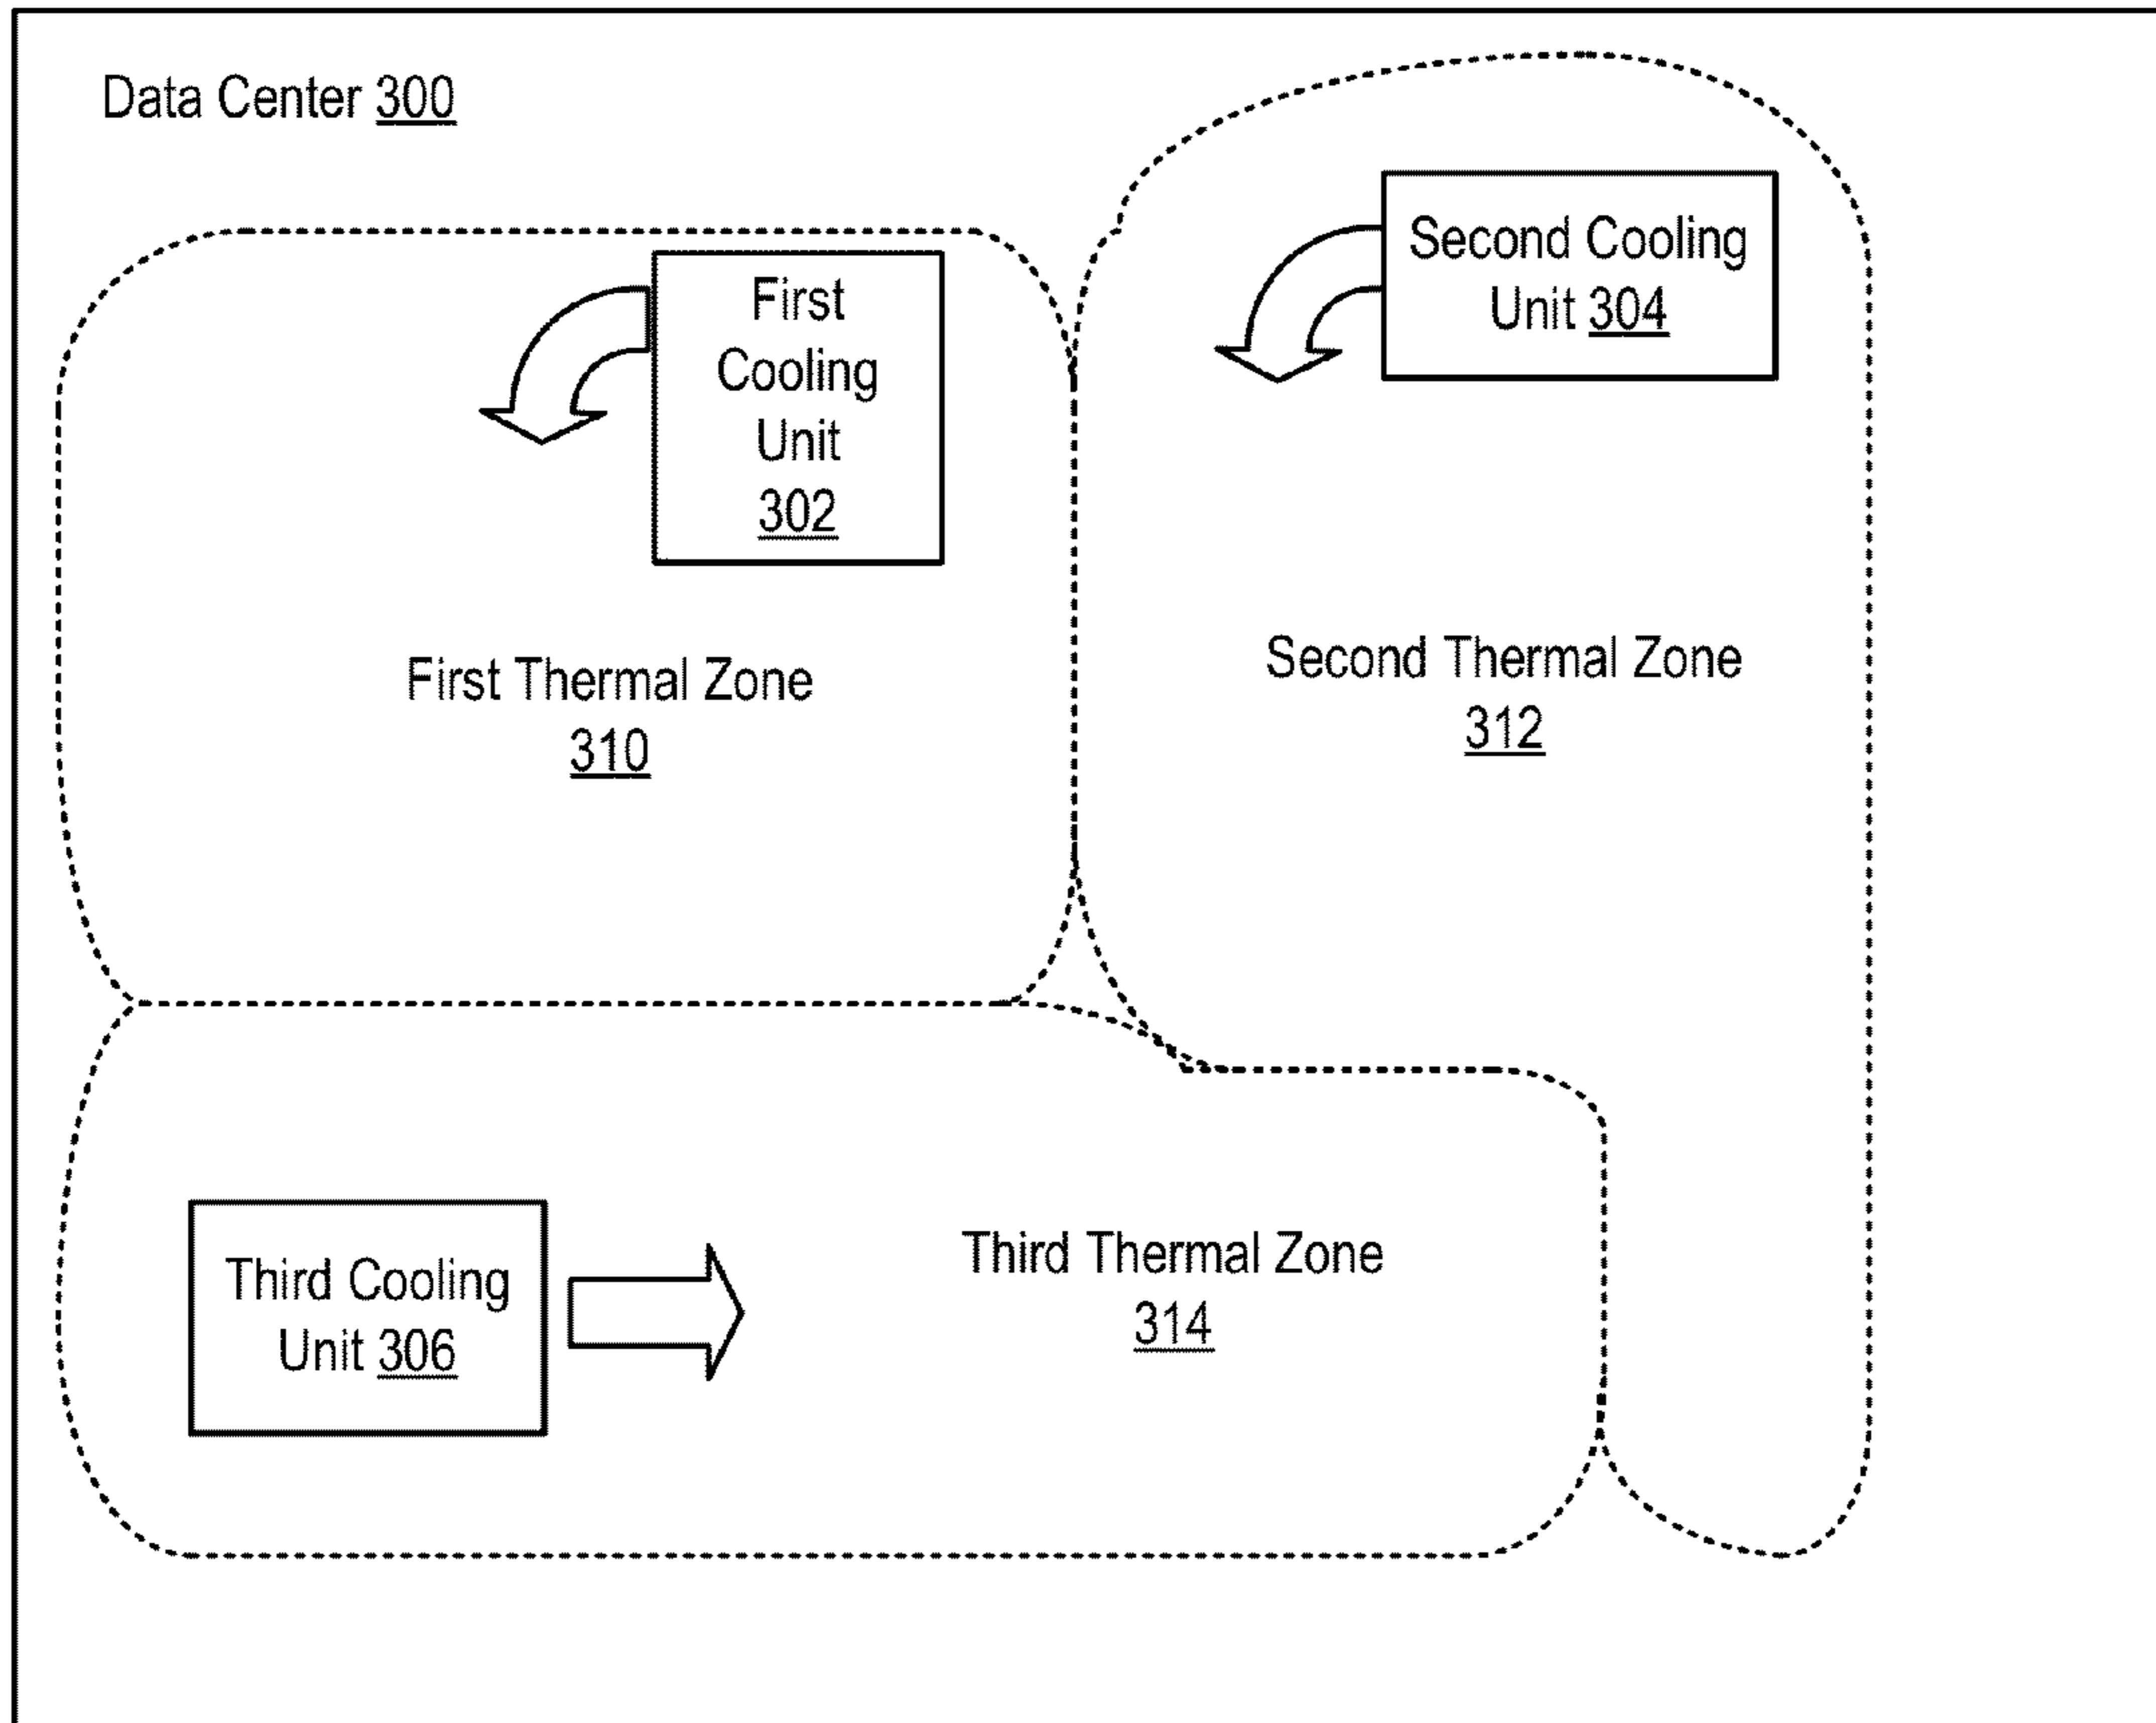 Data Center 300
First
Cooling
Unit
302
Second Cooling
Unit 304
First Thermal Zone
310
Second Thermal Zone
312
Third Cooling
Unit 306
Third Thermal Zone
314